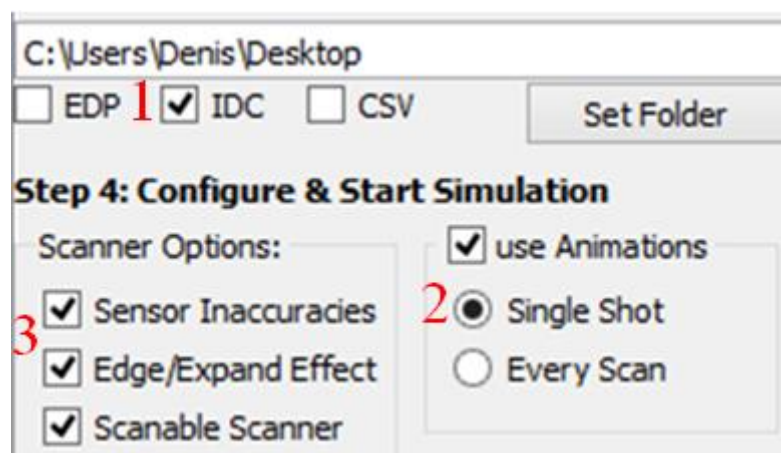 C:\Users\Denis\Desktop
EDP 1 IDC CSV Set Folder
Step 4: Configure & Start Simulation
Scanner Options: use Animations
Sensor Inaccuracies 2 Single Shot
3
Edge/Expand Effect Every Scan
Scanable Scanner